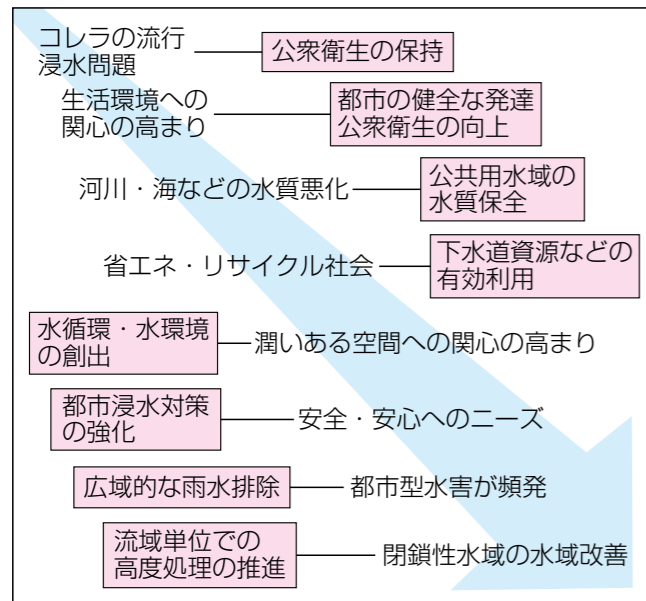 コレラの流行
浸水問題
公衆衛生の保持
生活環境への
関心の高まり
都市の健全な発達
公衆衛生の向上
河川・海などの水質悪化
公共用水域の
水質保全
省エネ・リサイクル社会
下水道資源などの
有効利用
水循環・水環境
の創出
潤いある空間への関心の高まり
都市浸水対策
の強化
安全・安心へのニーズ
広域的な雨水排除
都市型水害が頻発
流域単位での
高度処理の推進
閉鎖性水域の水域改善